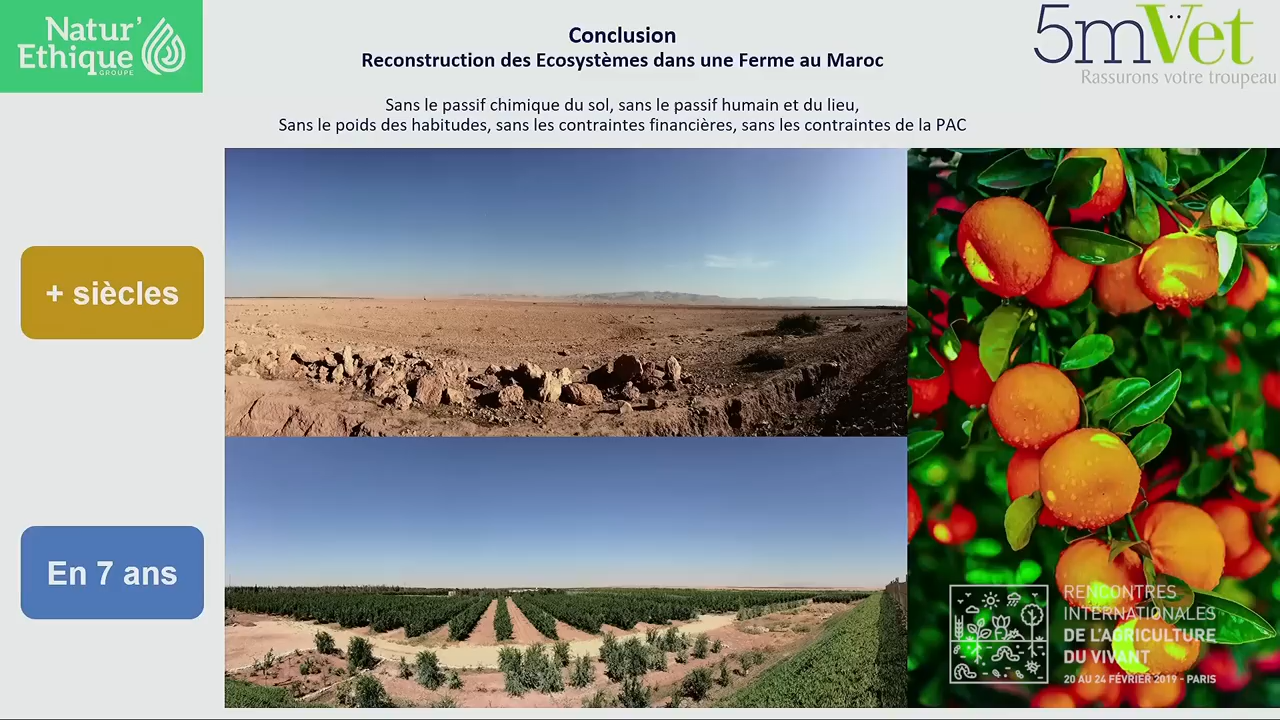 Natur'
Ethique
GROUPE
Conclusion
Reconstruction des Ecosystèmes dans une Ferme au Maroc
5mVët
Rassurons votre troupeau
Sans le passif chimique du sol, sans le passif humain et du lieu,
Sans le poids des habitudes, sans les contraintes financières, sans les contraintes de la PAC
+ siècles
En 7 ans
RENCONTRES
INTERNATIONALES
DE L'AGRICULTURE
DU VIVANT
20 AU 24 FÉVRIER 2019 - PARIS